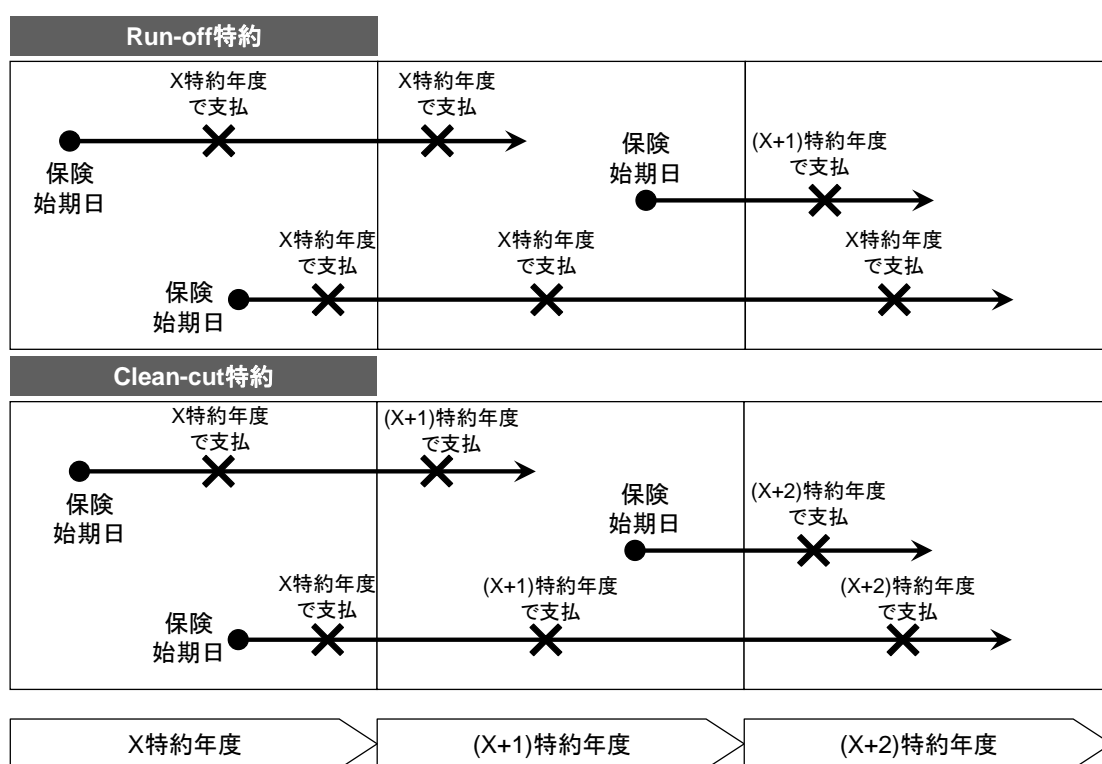 Run-off特約
X特約年度
で支払
X特約年度
で支払
保険
始期日
保険
始期日
(X+1)特約年度
で支払
X特約年度
で支払
X特約年度
で支払
X特約年度
で支払
保険
始期日
Clean-cut特約
X特約年度
で支払
(X+1)特約年度
で支払
保険
始期日
保険
始期日
(X+2)特約年度
で支払
X特約年度
で支払
(X+1)特約年度
で支払
(X+2)特約年度
で支払
保険
始期日
X特約年度
(X+1)特約年度
(X+2)特約年度